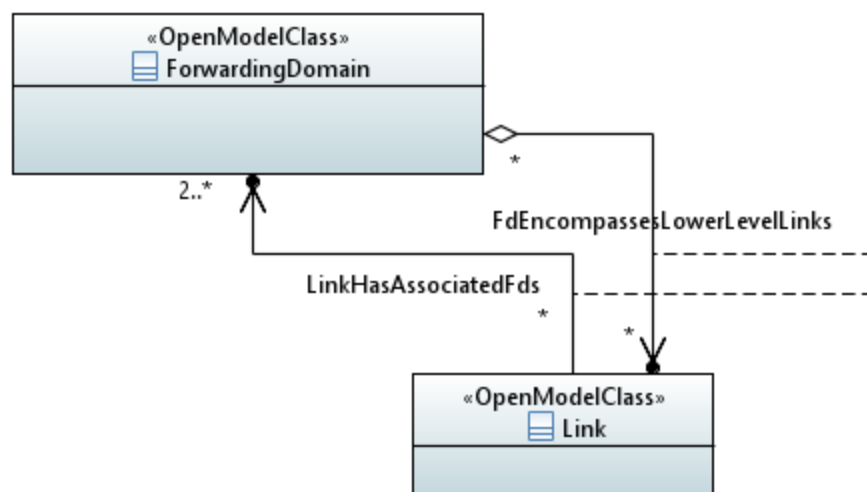 «OpenModelClass»
ForwardingDomain
*
2..*
FdEncompassesLowerLevelLinks
LinkHasAssociatedFds
*
*
«OpenModelClass»
Link